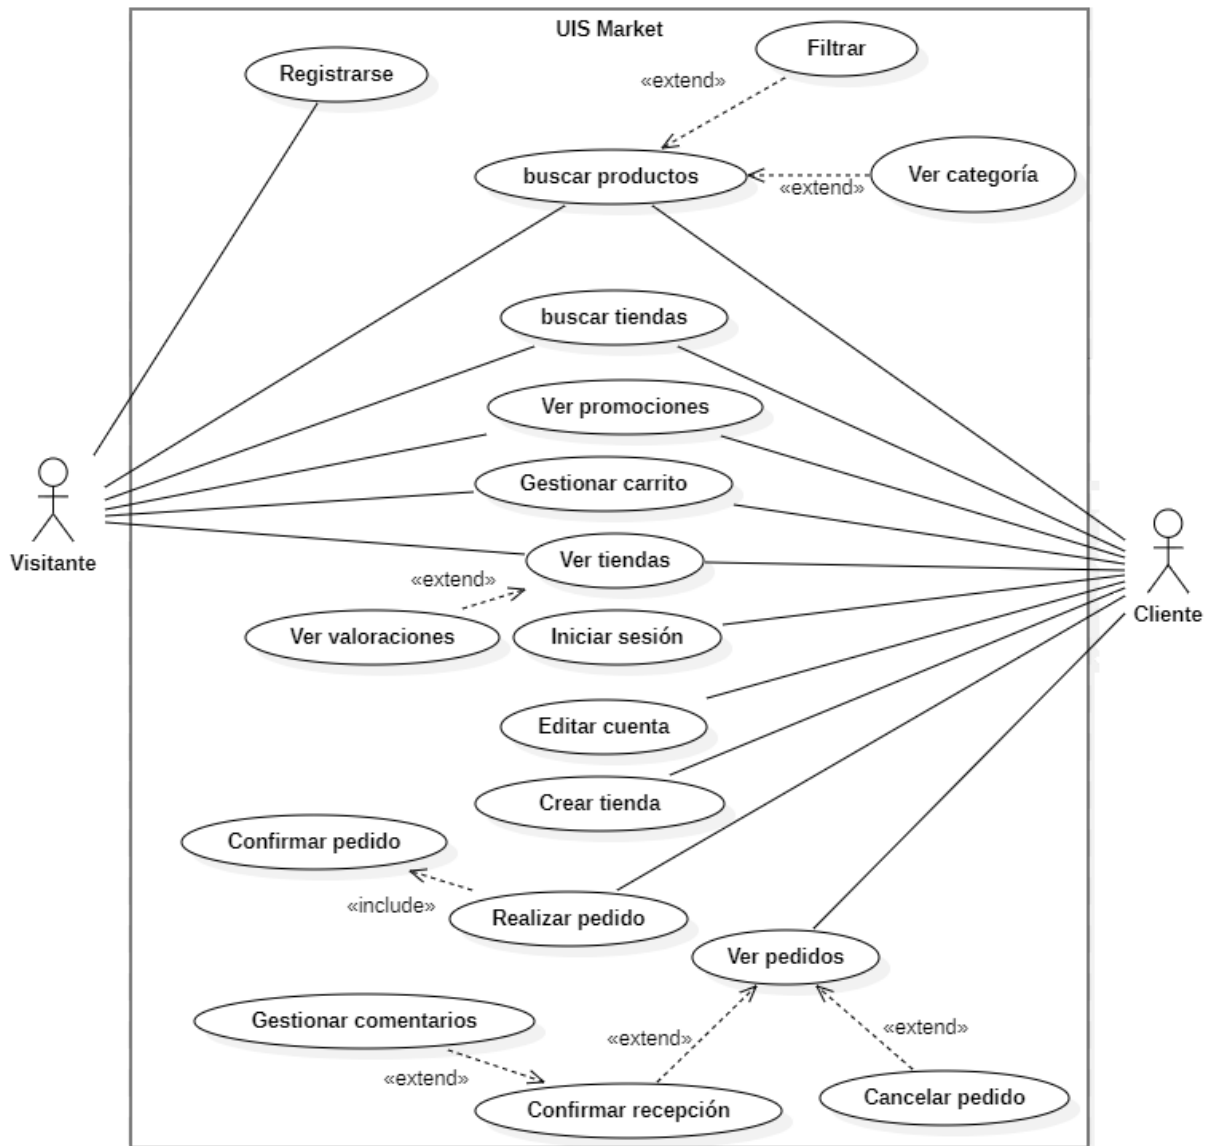 UIS Market
Filtrar
Registrarse
«extend»
buscar productos
«extend»
Ver categoría
buscar tiendas
Ver promociones
Gestionar carrito
Visitante
Ver tiendas
«extend»
Cliente
Ver valoraciones
Iniciar sesión
Editar cuenta
Crear tienda
Confirmar pedido
«include»
Realizar pedido
Ver pedidos
Gestionar comentarios
«extend»
«extend»
«extend»
Confirmar recepción
Cancelar pedido